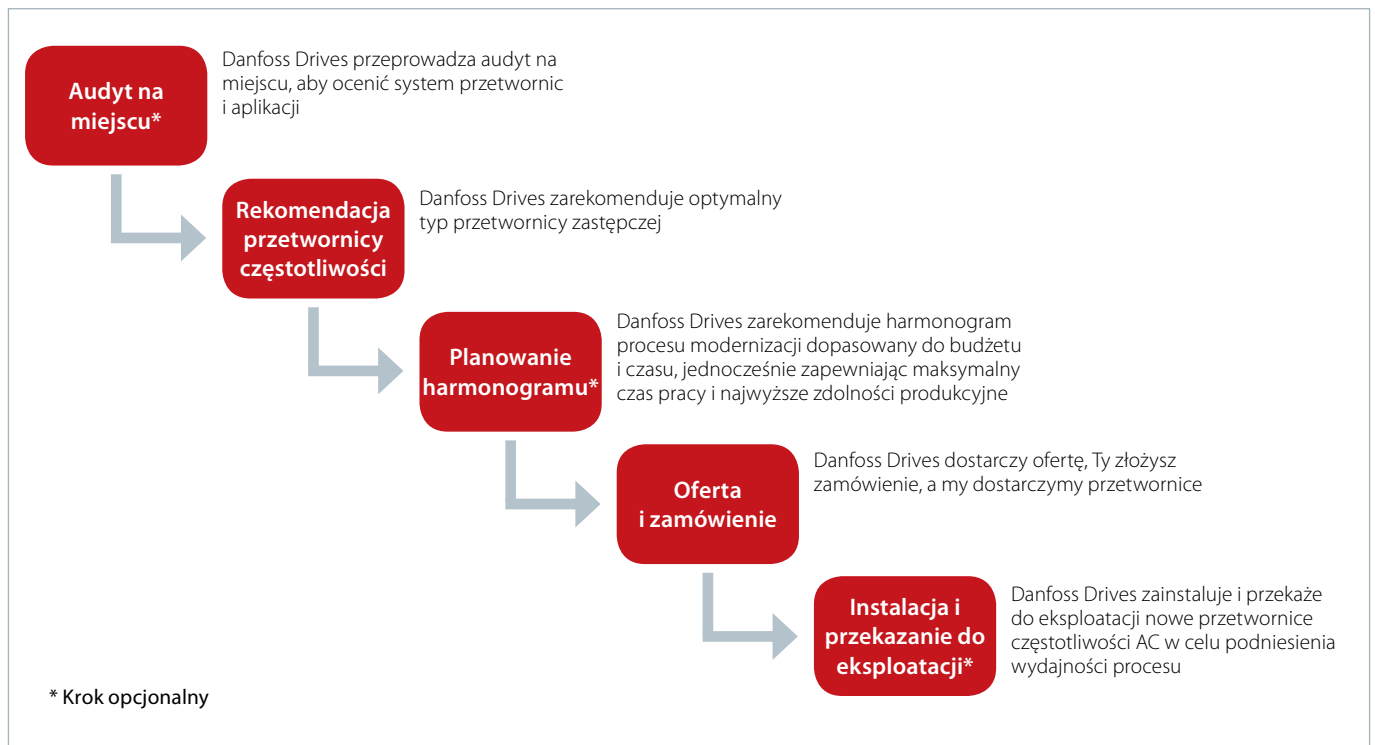 Audyt na
miejscu*
Danfoss Drives przeprowadza audyt na
miejscu, aby ocenić system przetwornic
i aplikacji
Rekomendacja
przetwornicy
częstotliwości
Danfoss Drives zarekomenduje optymalny
typ przetwornicy zastępczej
Planowanie
harmonogramu*
Danfoss Drives zarekomenduje harmonogram
procesu modernizacji dopasowany do budżetu
i czasu, jednocześnie zapewniając maksymalny
czas pracy i najwyższe zdolności produkcyjne
Oferta
i zamówienie
Danfoss Drives dostarczy ofertę, Ty złożysz
zamówienie, a my dostarczymy przetwornice
Instalacja i
przekazanie do
eksploatacji*
Danfoss Drives zainstaluje i przekaże
do eksploatacji nowe przetwornice
częstotliwości AC w celu podniesienia
wydajności procesu
* Krok opcjonalny